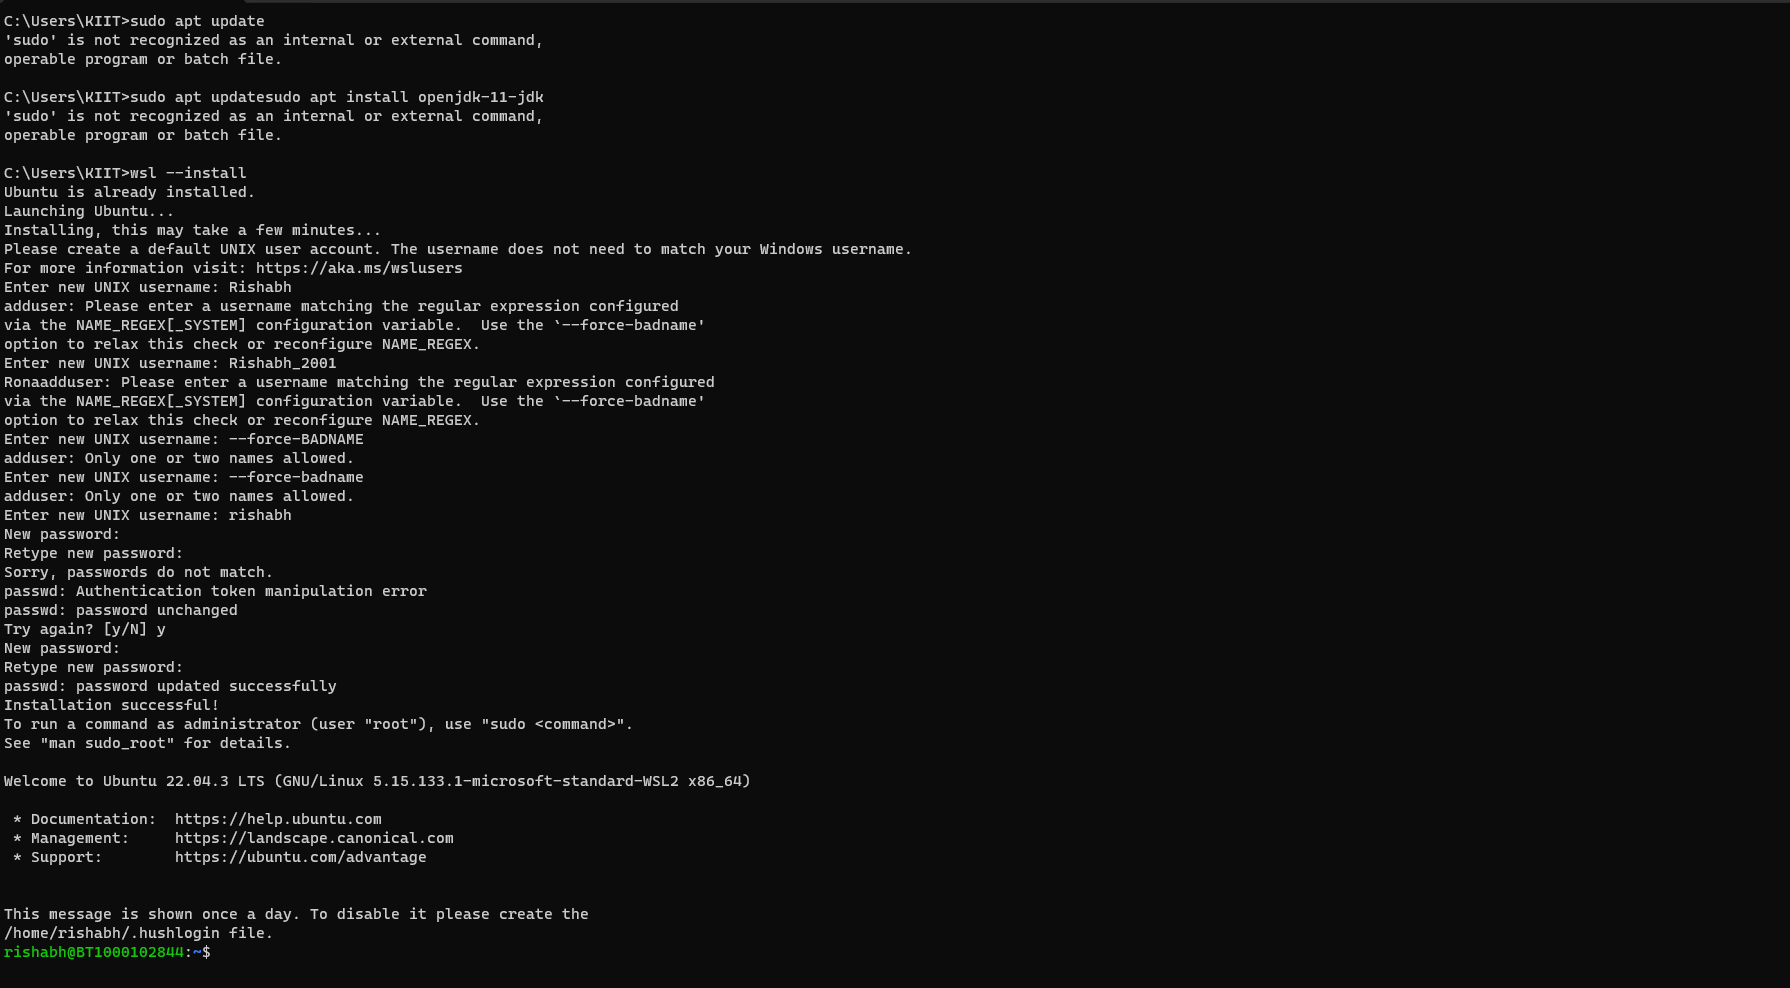 C:\Users\KIIT>sudo apt update
'sudo' is not recognized as an internal or external command,
operable program or batch file.
C:\Users\KIIT>sudo apt updatesudo apt install openjdk-11-jdk
'sudo' is not recognized as an internal or external command,
operable program or batch file.
C:\Users\KIIT>wsl --install
Ubuntu is already installed.
Launching Ubuntu...
Installing, this may take a few minutes...
Please create a default UNIX user account. The username does not need to match your Windows username.
For more information visit: https://aka.ms/wslusers
Enter new UNIX username: Rishabh
adduser: Please enter a username matching the regular expression configured
via the NAME_REGEX[_SYSTEM] configuration variable.  Use the `--force-badname'
option to relax this check or reconfigure NAME_REGEX.
Enter new UNIX username: Rishabh_2001
Ronaadduser: Please enter a username matching the regular expression configured
via the NAME_REGEX[_SYSTEM] configuration variable.  Use the `--force-badname'
option to relax this check or reconfigure NAME_REGEX.
Enter new UNIX username: --force-BADNAME
adduser: Only one or two names allowed.
Enter new UNIX username: --force-badname
adduser: Only one or two names allowed.
Enter new UNIX username: rishabh
New password:
Retype new password:
Sorry, passwords do not match.
passwd: Authentication token manipulation error
passwd: password unchanged
Try again? [y/N] y
New password:
Retype new password:
passwd: password updated successfully
Installation successful!
To run a command as administrator (user "root"), use "sudo <command>".
See "man sudo_root" for details.
Welcome to Ubuntu 22.04.3 LTS (GNU/Linux 5.15.133.1-microsoft-standard-WSL2 x86_64)
* Documentation:  https://help.ubuntu.com
* Management:     https://landscape.canonical.com
* Support:        https://ubuntu.com/advantage
This message is shown once a day. To disable it please create the
/home/rishabh/.hushlogin file.
rishabh@BT1000102844:~$